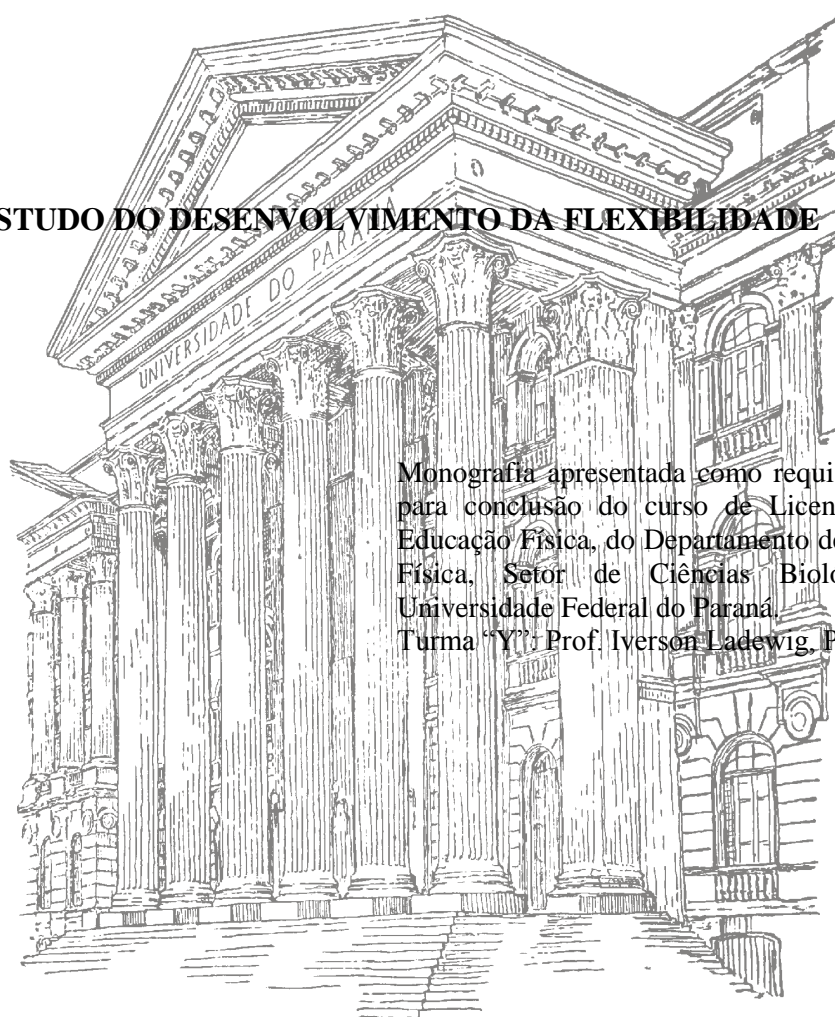 STUDO DO DESENVOLVIMENTO DA FLEXIBILIDADE
UNIVERSIDADE DO PARANÁ
Monografia apresentada como requi
para conclusão do curso de Licen
Educação Física, do Departamento de
Física, Setor de Ciências Biolo
Universidade Federal do Paraná.
Turma “Y”: Prof. Iverson Ladewig, P